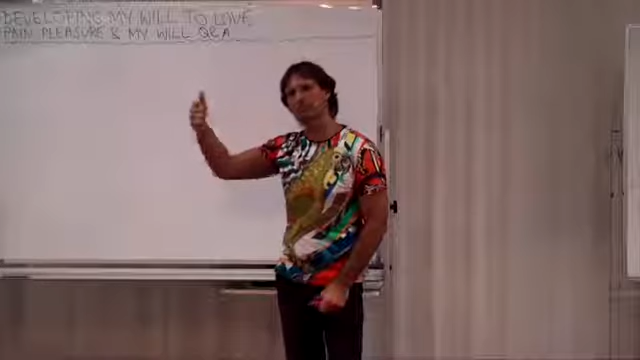 DEVELOPING MY WILL TO LOVE
PAIN PLEASURE & MY WILL Q&A